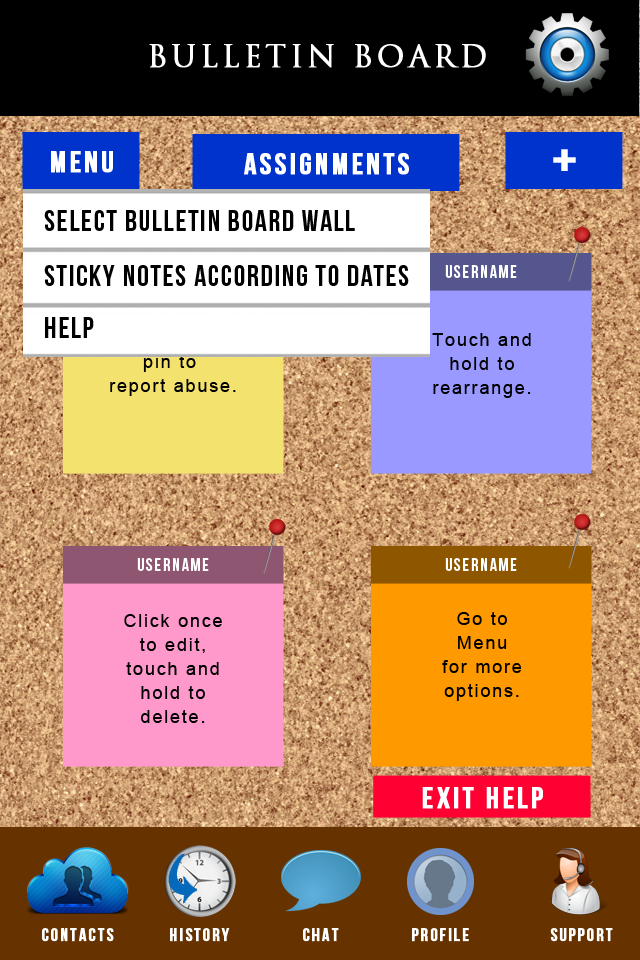 BULLETIN BOARD
MENU
ASSIGNMENTS
+
SELECT BULLETIN BOARD WALL
STICKY NOTES ACCORDING TO DATES
HELP
pin to
report abuse.
USERNAME
Touch and
hold to
rearrange.
USERNAME
Click once
to edit,
touch and
hold to
delete.
USERNAME
Go to
Menu
for more
options.
EXIT HELP
CONTACTS
HISTORY
CHAT
PROFILE
SUPPORT